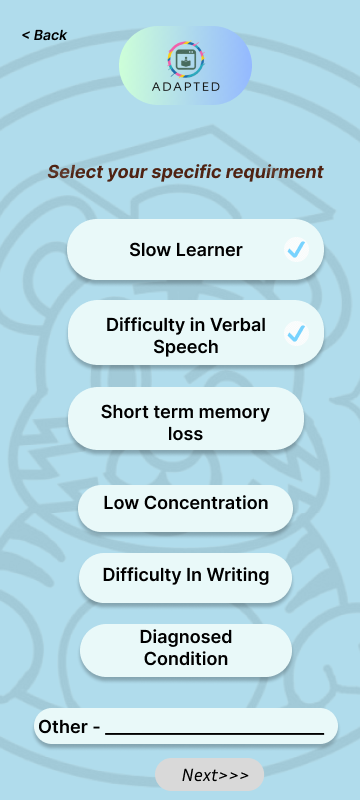 < Back
ADAPTED
Select your specific requirment
Slow Learner
Difficulty in Verbal
Speech
Short term memory
loss
Low Concentration
Difficulty In Writing
Diagnosed
Condition
Other - ____________________
Next>>>